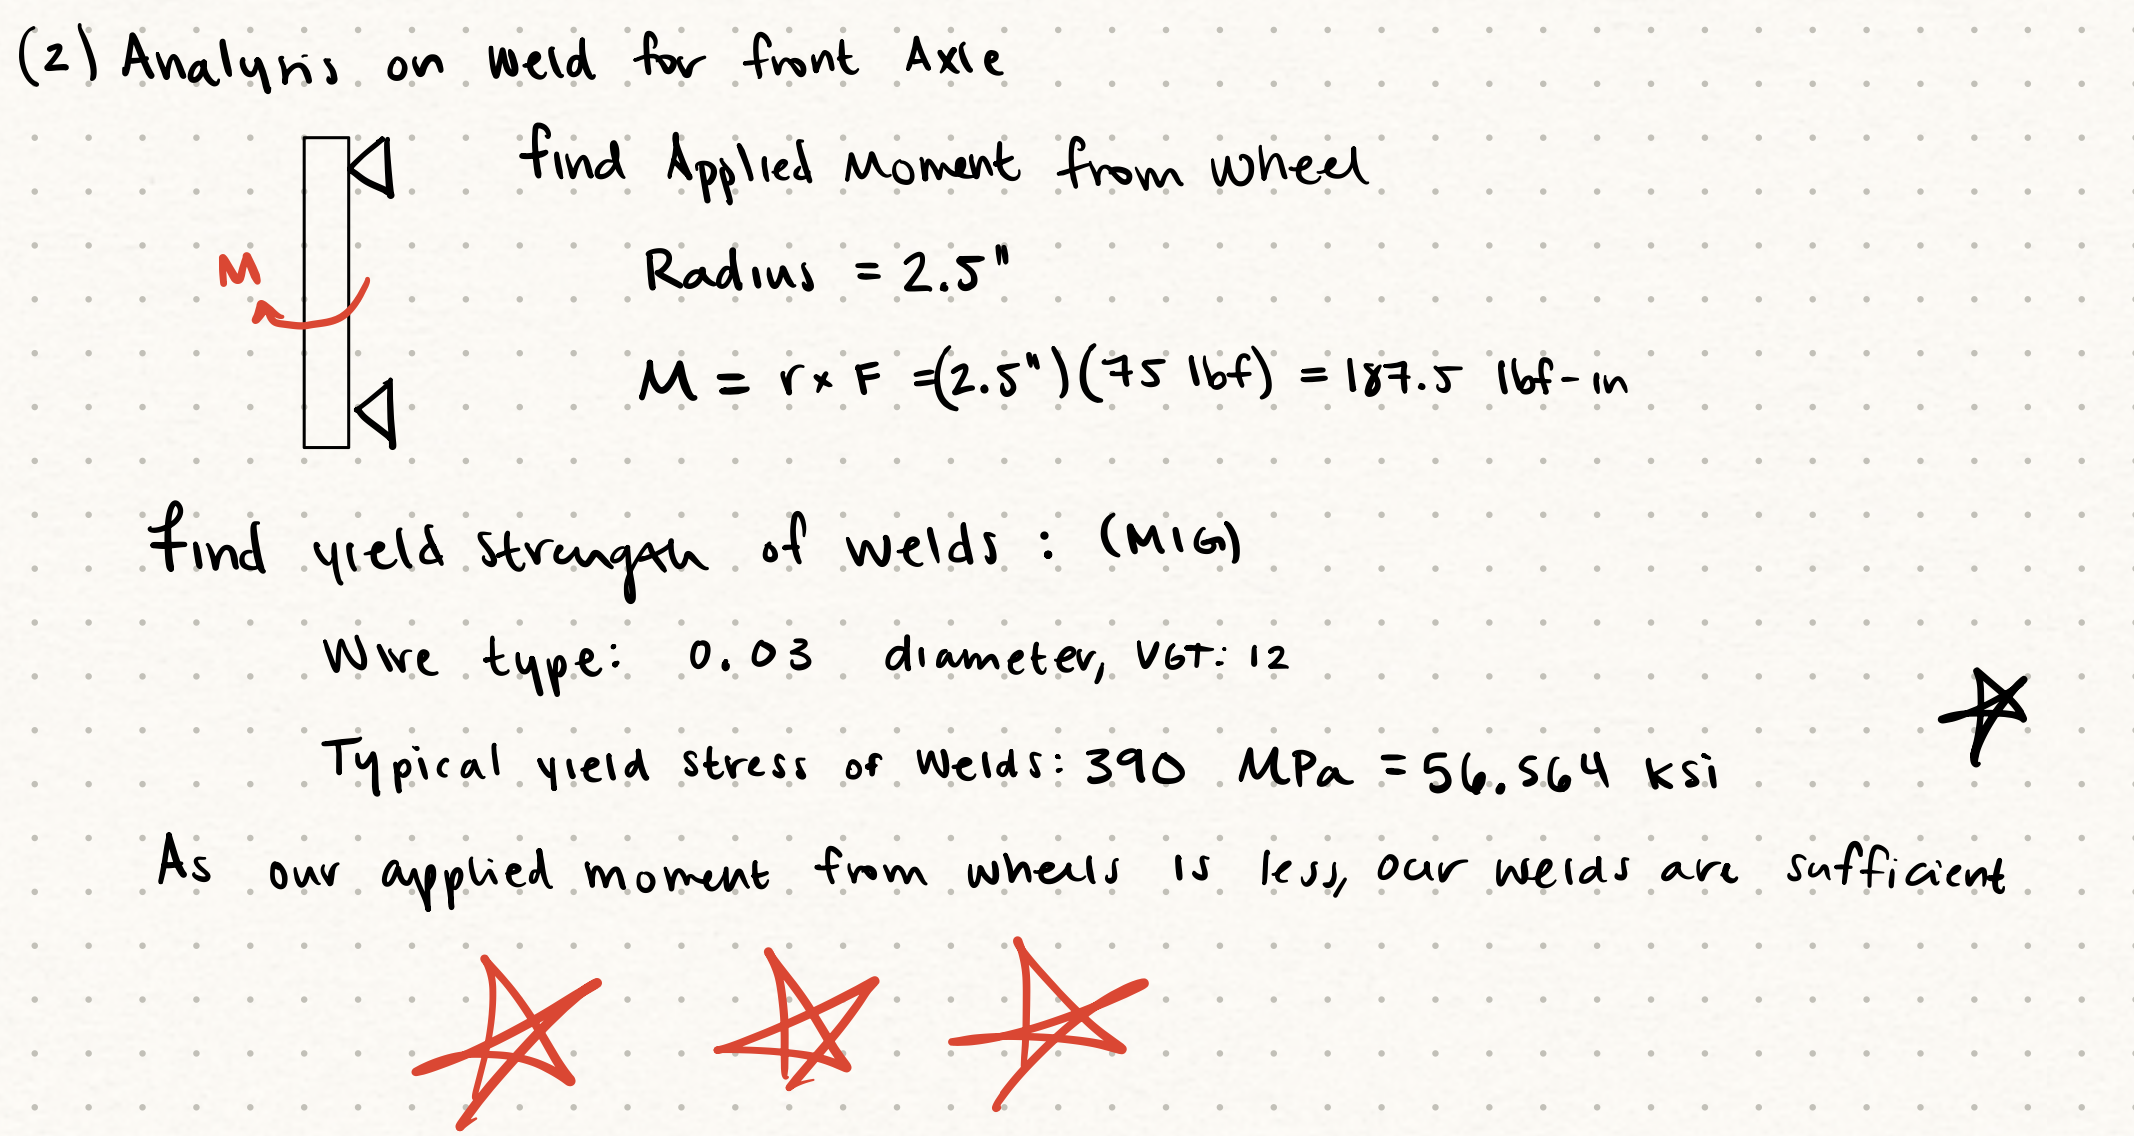 (2) Analysis on weld for front Axle
find Applied Moment from wheel
Radius = 2.5"
M
M = r x F =(2.5")(75 lbf) = 187.5 lbf-in
find yield strength of welds: (MIG)
Wire type: 0.03 diameter, VGT: 12
Typical yield stress of welds: 390 MPa = 56.564 ksi
As our applied moment from wheels is less, our welds are sufficient